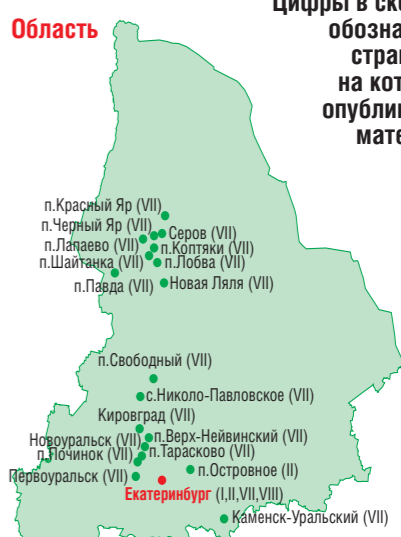 Область
Цифры в ск
обозна
стра
на кот
опубли
мате
п.Красный Яр (VII)
п.Черный Яр (VII)
Серов (VII)
п.Лапаево (VII)
п.Коптяки (VII)
п.Шайтанка (VII)
п.Лобва (VII)
п.Павда (VII)
Новая Ляля (VII)
п.Свободный (VII)
с.Николо-Павловское (VII)
Кировград (VII)
Новоуральск (VII)
п.Верх-Нейвинский (VII)
п.Починок (VII)
п.Тарасково (VII)
Первоуральск (VII)
п.Островное (II)
Екатеринбург (I,II,VII,VIII)
Каменск-Уральский (VII)